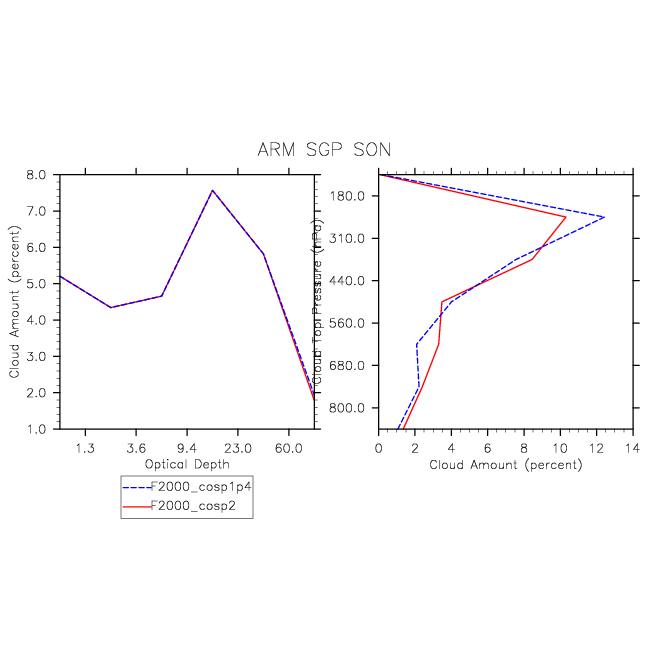 ARM SGP SON
8.0
7.0
6.0
5.0
4.0
3.0
2.0
1.0
Cloud Amount (percent)
1.3 3.6 9.4 23.0 60.0
Optical Depth
Cloud Top Pressure (hPa)
180.0
310.0
440.0
560.0
680.0
800.0
0 2 4 6 8 10 12 14
Cloud Amount (percent)
F2000_cosp1p4
F2000_cosp2